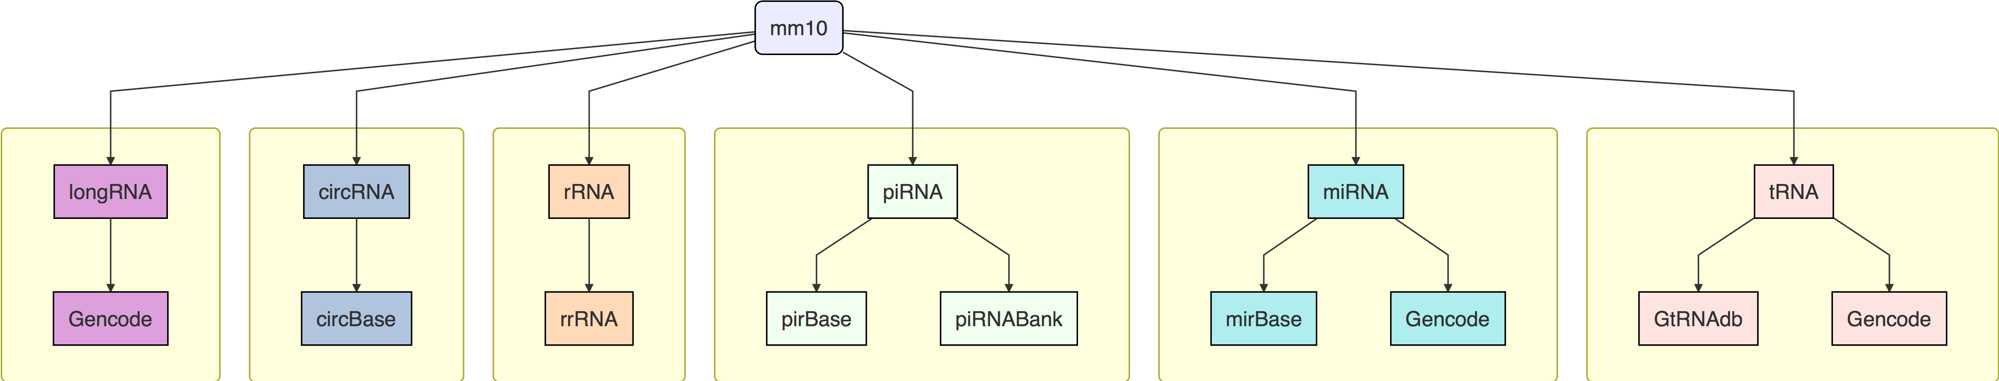 mm10
longRNA
circRNA
rRNA
piRNA
miRNA
tRNA
Gencode
circBase
rrRNA
pirBase
piRNABank
mirBase
Gencode
GtRNAdb
Gencode